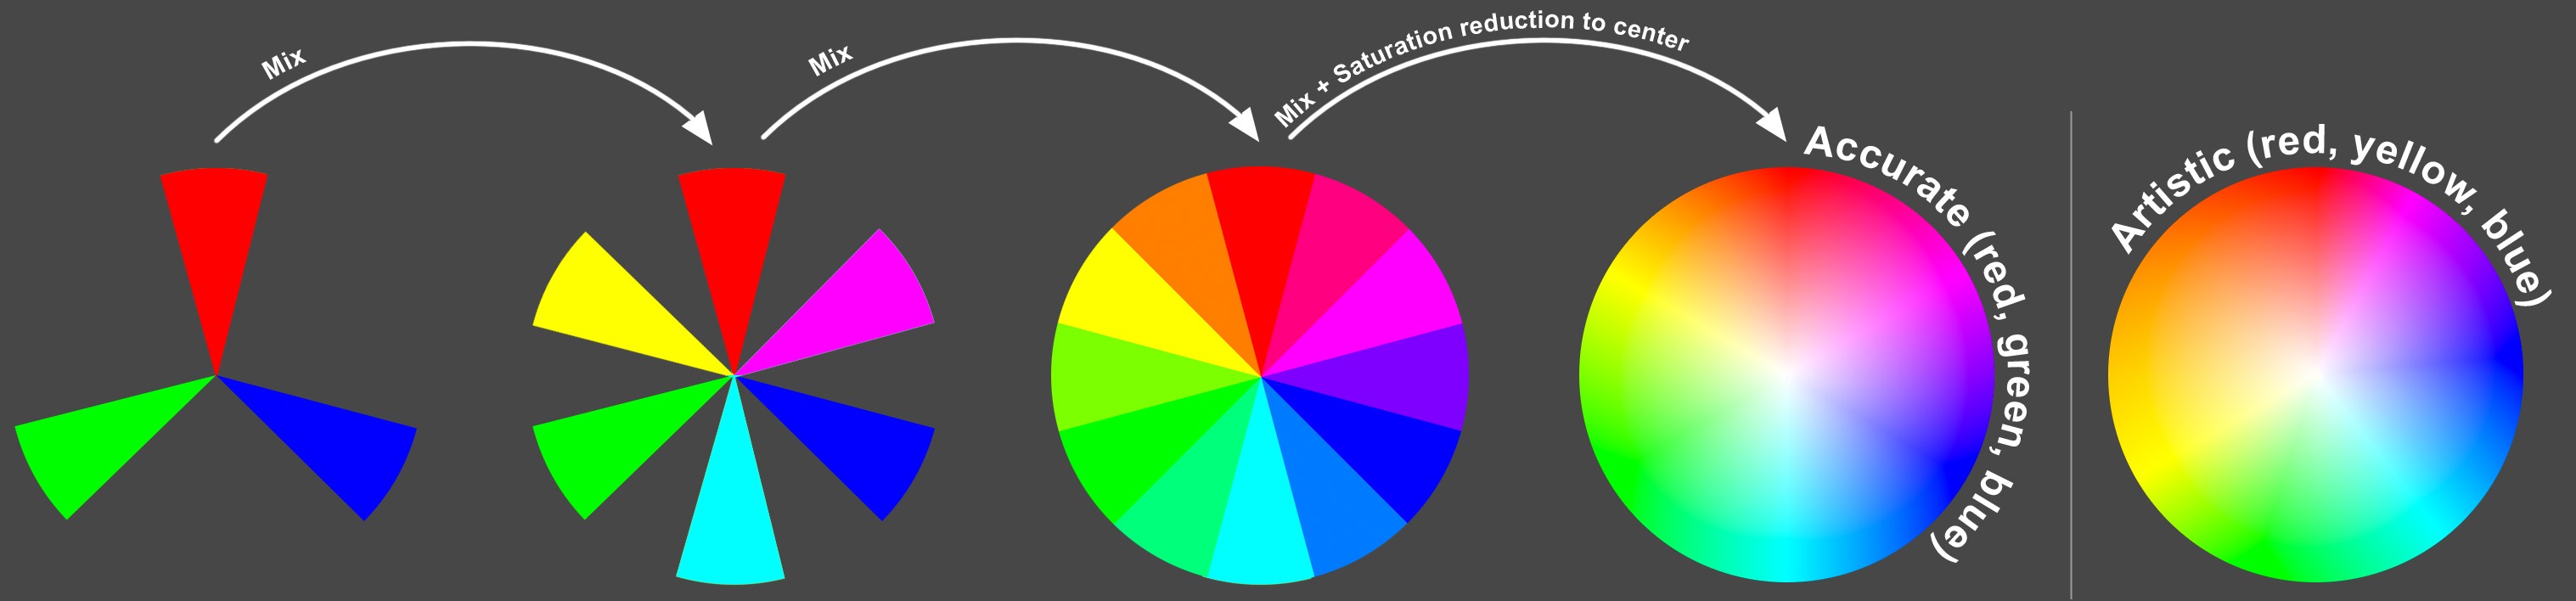 Mix
Mix
Mix + Saturation reduction to center
Accurate (red, green, blue)
Artistic (red, yellow, blue)